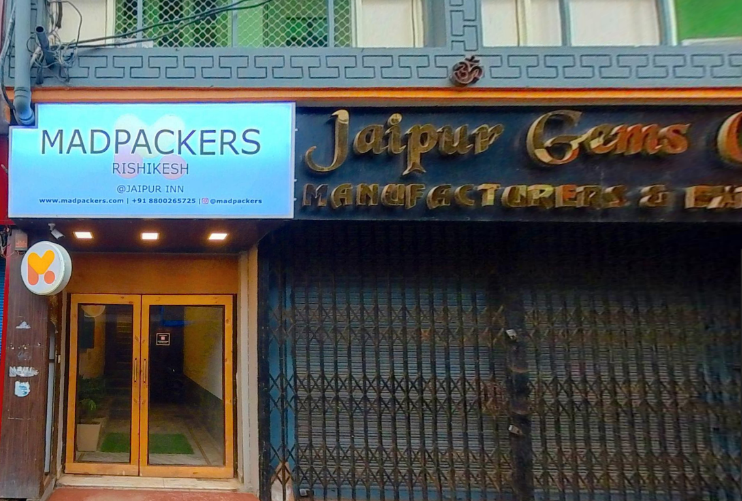 MADPACKERS
RISHIKESH
@JAIPUR INN
www.madpackers.com | +91 8800265725 | @madpackers
ॐ
Jaipur Gems
MANUFACTURERS &